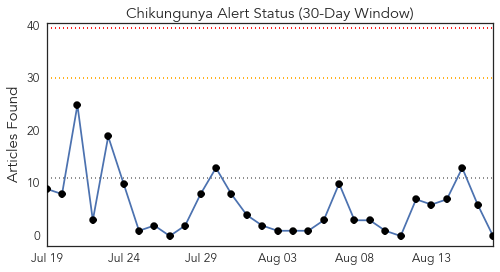 Chikungunya Alert Status (30-Day Window)
40
30
20
10
0
Articles Found
Jul 19
Jul 24
Jul 29
Aug 03
Aug 08
Aug 13